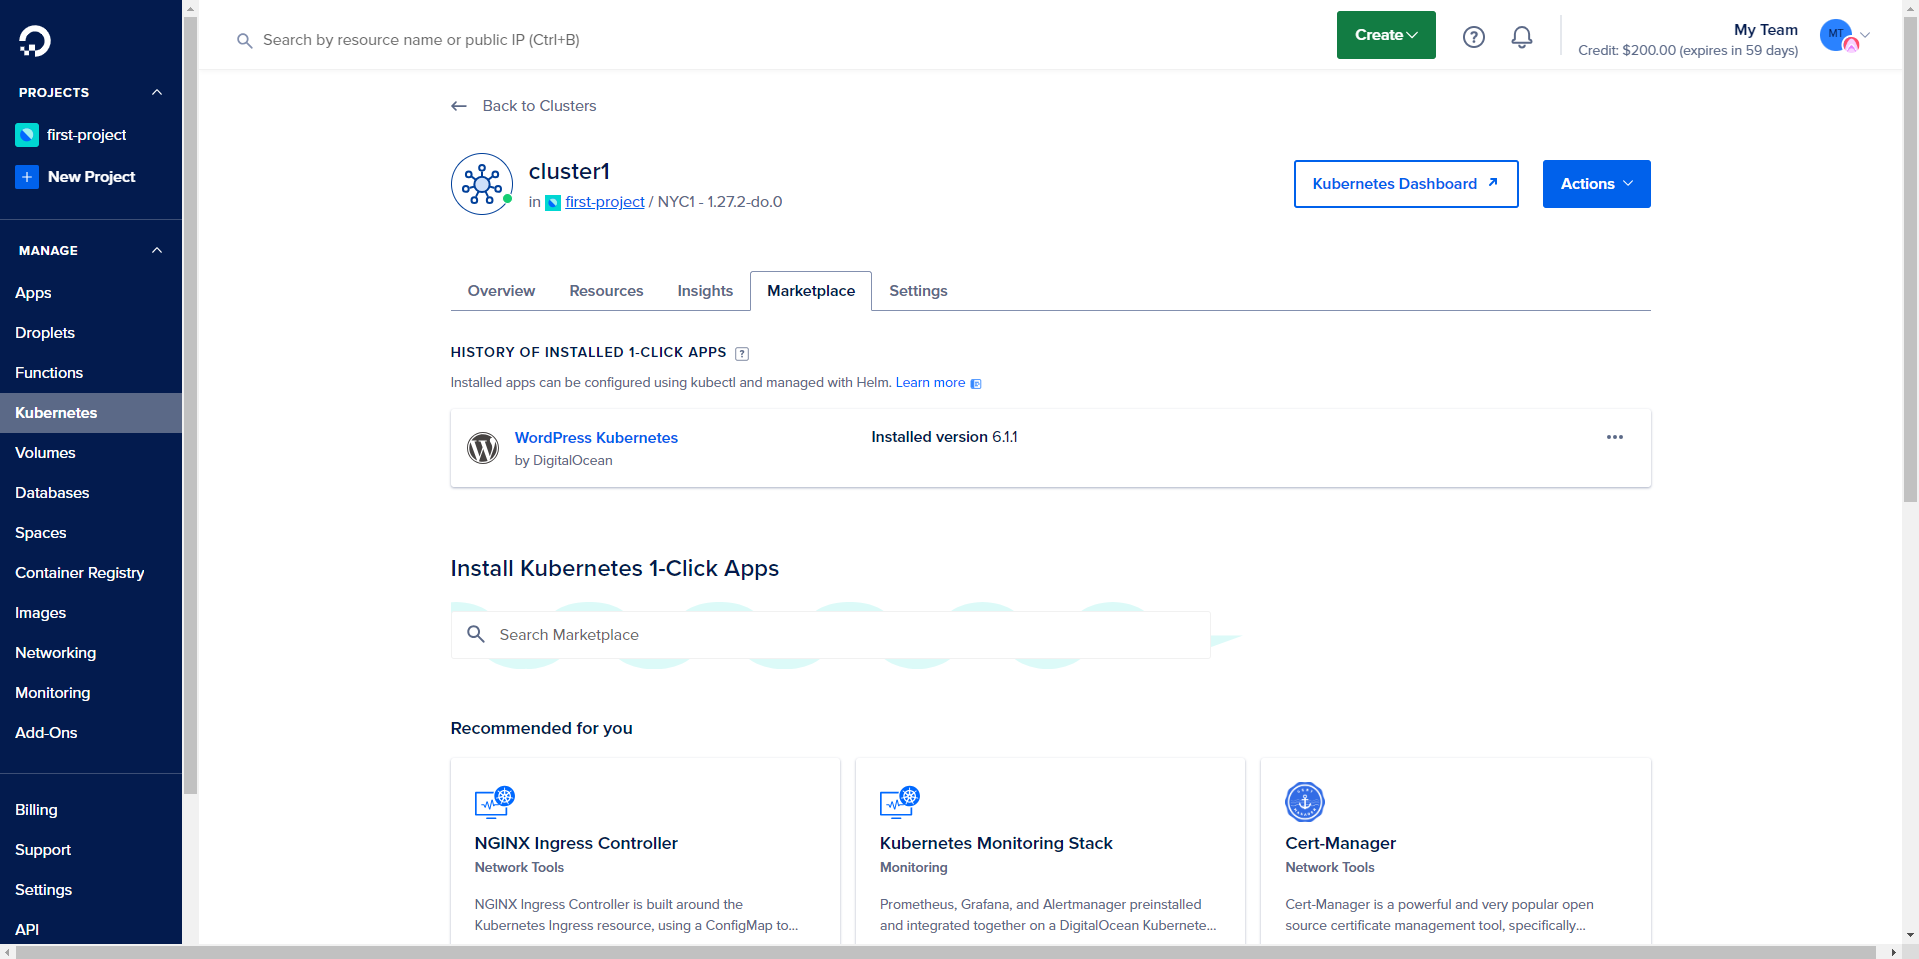 Search by resource name or public IP (Ctrl+B)
Create
?
My Team
Credit: $200.00 (expires in 59 days)
MT
PROJECTS
first-project
+ New Project
MANAGE
Apps
Droplets
Functions
Kubernetes
Volumes
Databases
Spaces
Container Registry
Images
Networking
Monitoring
Add-Ons
Billing
Support
Settings
API
Back to Clusters
cluster1
in first-project / NYC1 - 1.27.2-do.0
Kubernetes Dashboard
Actions
Overview
Resources
Insights
Marketplace
Settings
HISTORY OF INSTALLED 1-CLICK APPS ?
Installed apps can be configured using kubectl and managed with Helm. Learn more
WordPress Kubernetes
by DigitalOcean
Installed version 6.1.1
Install Kubernetes 1-Click Apps
Search Marketplace
Recommended for you
NGINX Ingress Controller
Network Tools
NGINX Ingress Controller is built around the
Kubernetes Ingress resource, using a ConfigMap to...
Kubernetes Monitoring Stack
Monitoring
Prometheus, Grafana, and Alertmanager preinstalled
and integrated together on a DigitalOcean Kubernete...
Cert-Manager
Network Tools
Cert-Manager is a powerful and very popular open
source certificate management tool, specifically...